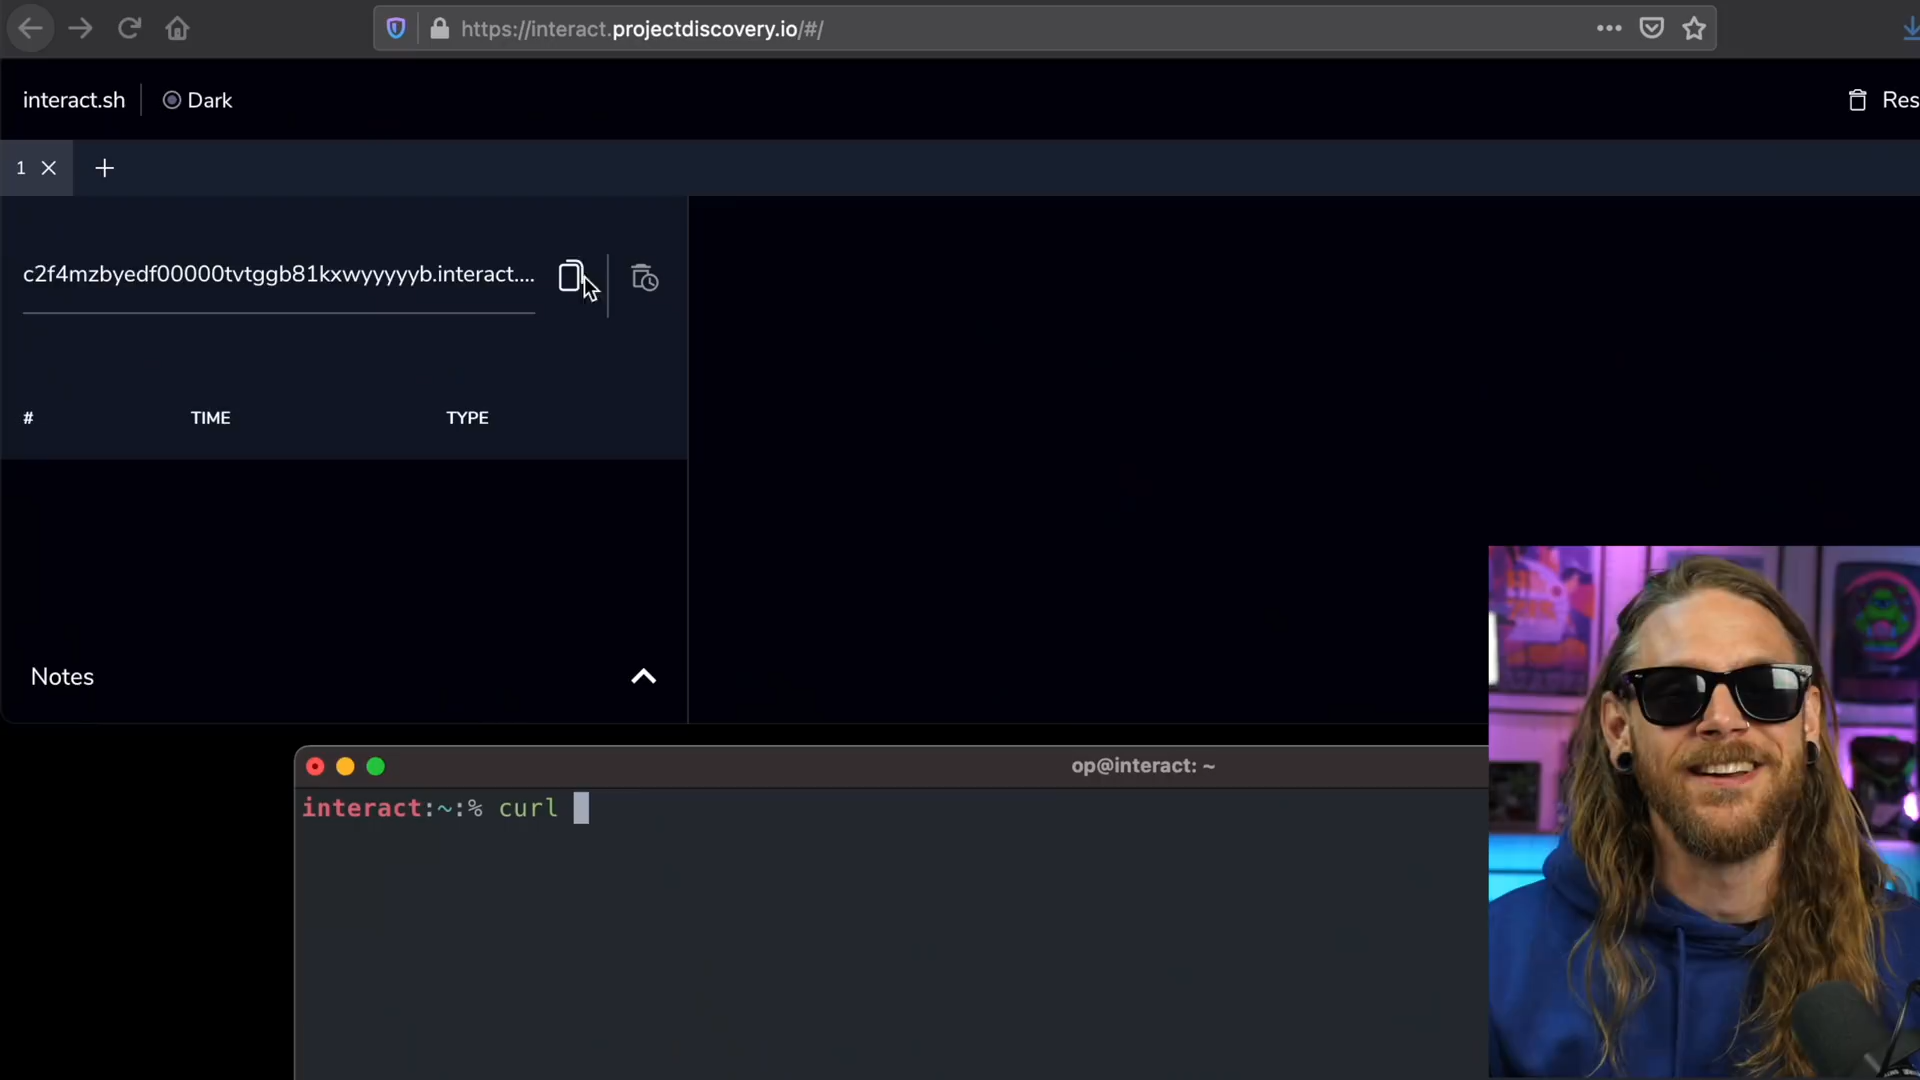 https://interact.projectdiscovery.io/#/
interact.sh
Dark
Res
1
c2f4mzbyedf00000tvtggb81kxwyyyyyb.interact....
# TIME TYPE
Notes
op@interact: ~
interact:~:% curl